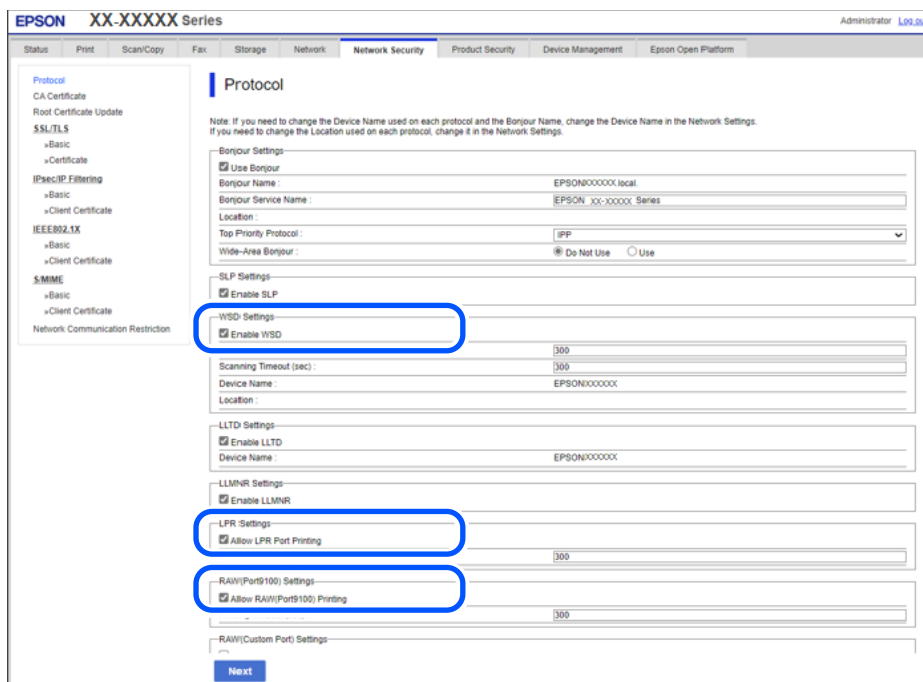 EPSON XX-XXXXX Series
Administrator Log ou
Status Print Scan/Copy Fax Storage Network Network Security Product Security Device Management Epson Open Platform
Protocol
CA Certificate
Root Certificate Update
SSL/TLS
»Basic
»Certificate
IPsec/IP Filtering
»Basic
»Client Certificate
IEEE802.1X
»Basic
»Client Certificate
S/MIME
»Basic
»Client Certificate
Network Communication Restriction
Protocol
Note: If you need to change the Device Name used on each protocol and the Bonjour Name, change the Device Name in the Network Settings.
If you need to change the Location used on each protocol, change it in the Network Settings.
Bonjour Settings
Use Bonjour
Bonjour Name : EPSONXXXXXX.local.
Bonjour Service Name : EPSON XX-XXXXX Series
Location :
Top Priority Protocol : IPP
Wide-Area Bonjour : Do Not Use Use
SLP Settings
Enable SLP
WSD Settings
Enable WSD
300
Scanning Timeout (sec) : 300
Device Name : EPSONXXXXXX
Location :
LLTD Settings
Enable LLTD
Device Name : EPSONXXXXXX
LLMNR Settings
Enable LLMNR
LPR Settings
Allow LPR Port Printing
300
RAW(Port9100) Settings
Allow RAW(Port9100) Printing
300
RAW(Custom Port) Settings
Next